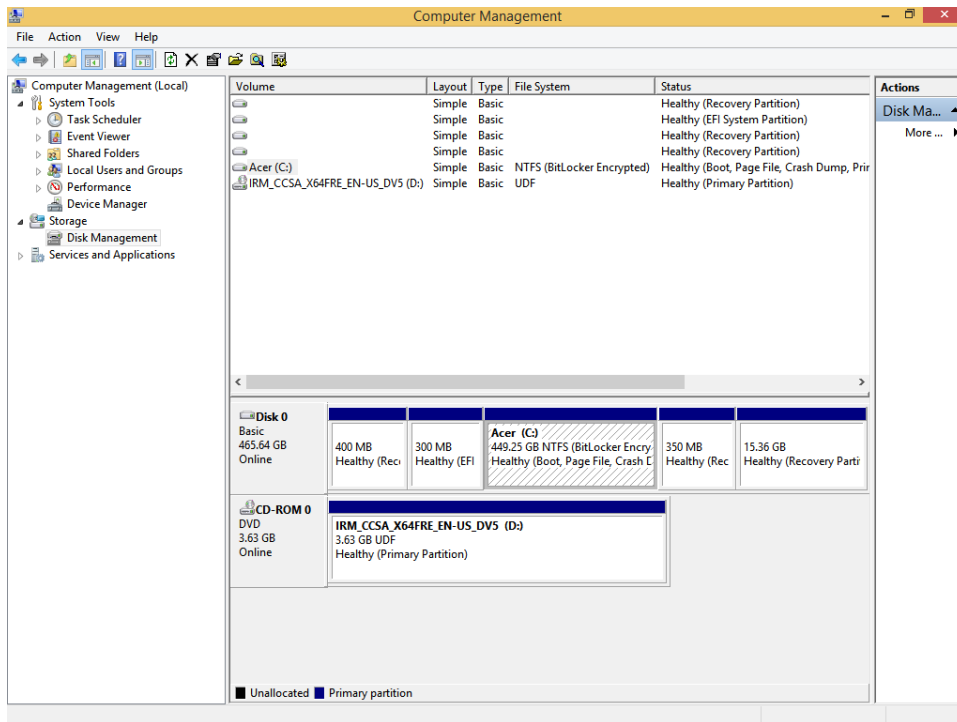 Computer Management
File Action View Help
Computer Management (Local)
System Tools
Task Scheduler
Event Viewer
Shared Folders
Local Users and Groups
Performance
Device Manager
Storage
Disk Management
Services and Applications
Volume Layout Type File System Status
Simple Basic Healthy (Recovery Partition)
Simple Basic Healthy (EFI System Partition)
Simple Basic Healthy (Recovery Partition)
Simple Basic Healthy (Recovery Partition)
Acer (C:) Simple Basic NTFS (BitLocker Encrypted) Healthy (Boot, Page File, Crash Dump, Prir
IRM_CCSA_X64FRE_EN-US_DV5 (D:) Simple Basic UDF Healthy (Primary Partition)
Disk 0
Basic
465.64 GB
Online
400 MB
Healthy (Rec
300 MB
Healthy (EFI
Acer (C:)
449.25 GB NTFS (BitLocker Encry
Healthy (Boot, Page File, Crash D
350 MB
Healthy (Rec
15.36 GB
Healthy (Recovery Parti
CD-ROM 0
DVD
3.63 GB
Online
IRM_CCSA_X64FRE_EN-US_DV5 (D:)
3.63 GB UDF
Healthy (Primary Partition)
Unallocated Primary partition
Actions
Disk Ma...
More ...